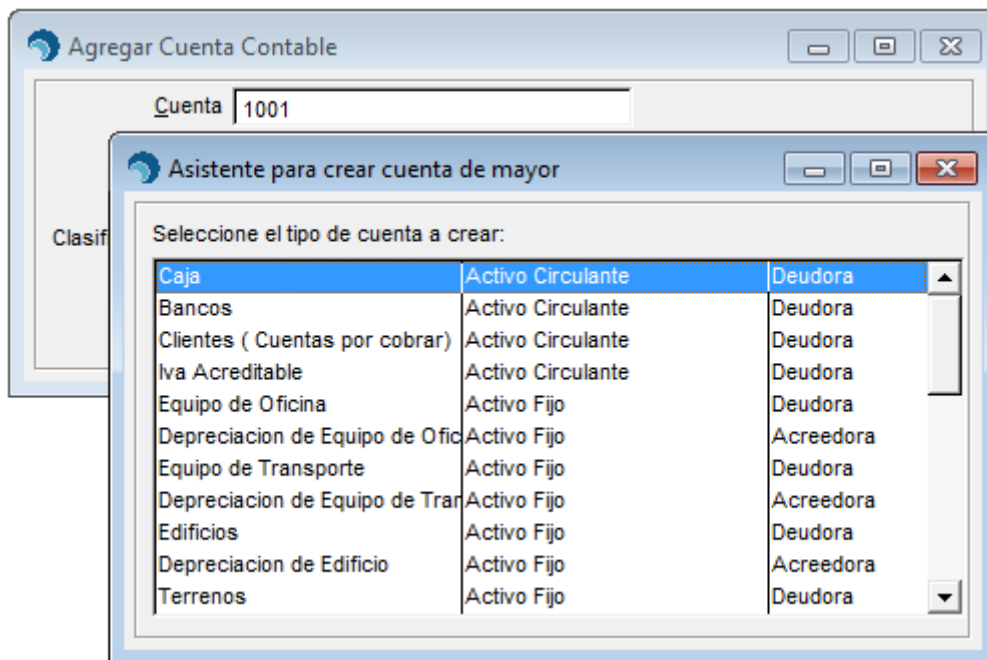 Agregar Cuenta Contable
Cuenta 1001
Asistente para crear cuenta de mayor
Clasif
Seleccione el tipo de cuenta a crear:
Caja Activo Circulante Deudora
Bancos Activo Circulante Deudora
Clientes ( Cuentas por cobrar) Activo Circulante Deudora
Iva Acreditable Activo Circulante Deudora
Equipo de Oficina Activo Fijo Deudora
Depreciacion de Equipo de Ofic Activo Fijo Acreedora
Equipo de Transporte Activo Fijo Deudora
Depreciacion de Equipo de Tran Activo Fijo Acreedora
Edificios Activo Fijo Deudora
Depreciacion de Edificio Activo Fijo Acreedora
Terrenos Activo Fijo Deudora